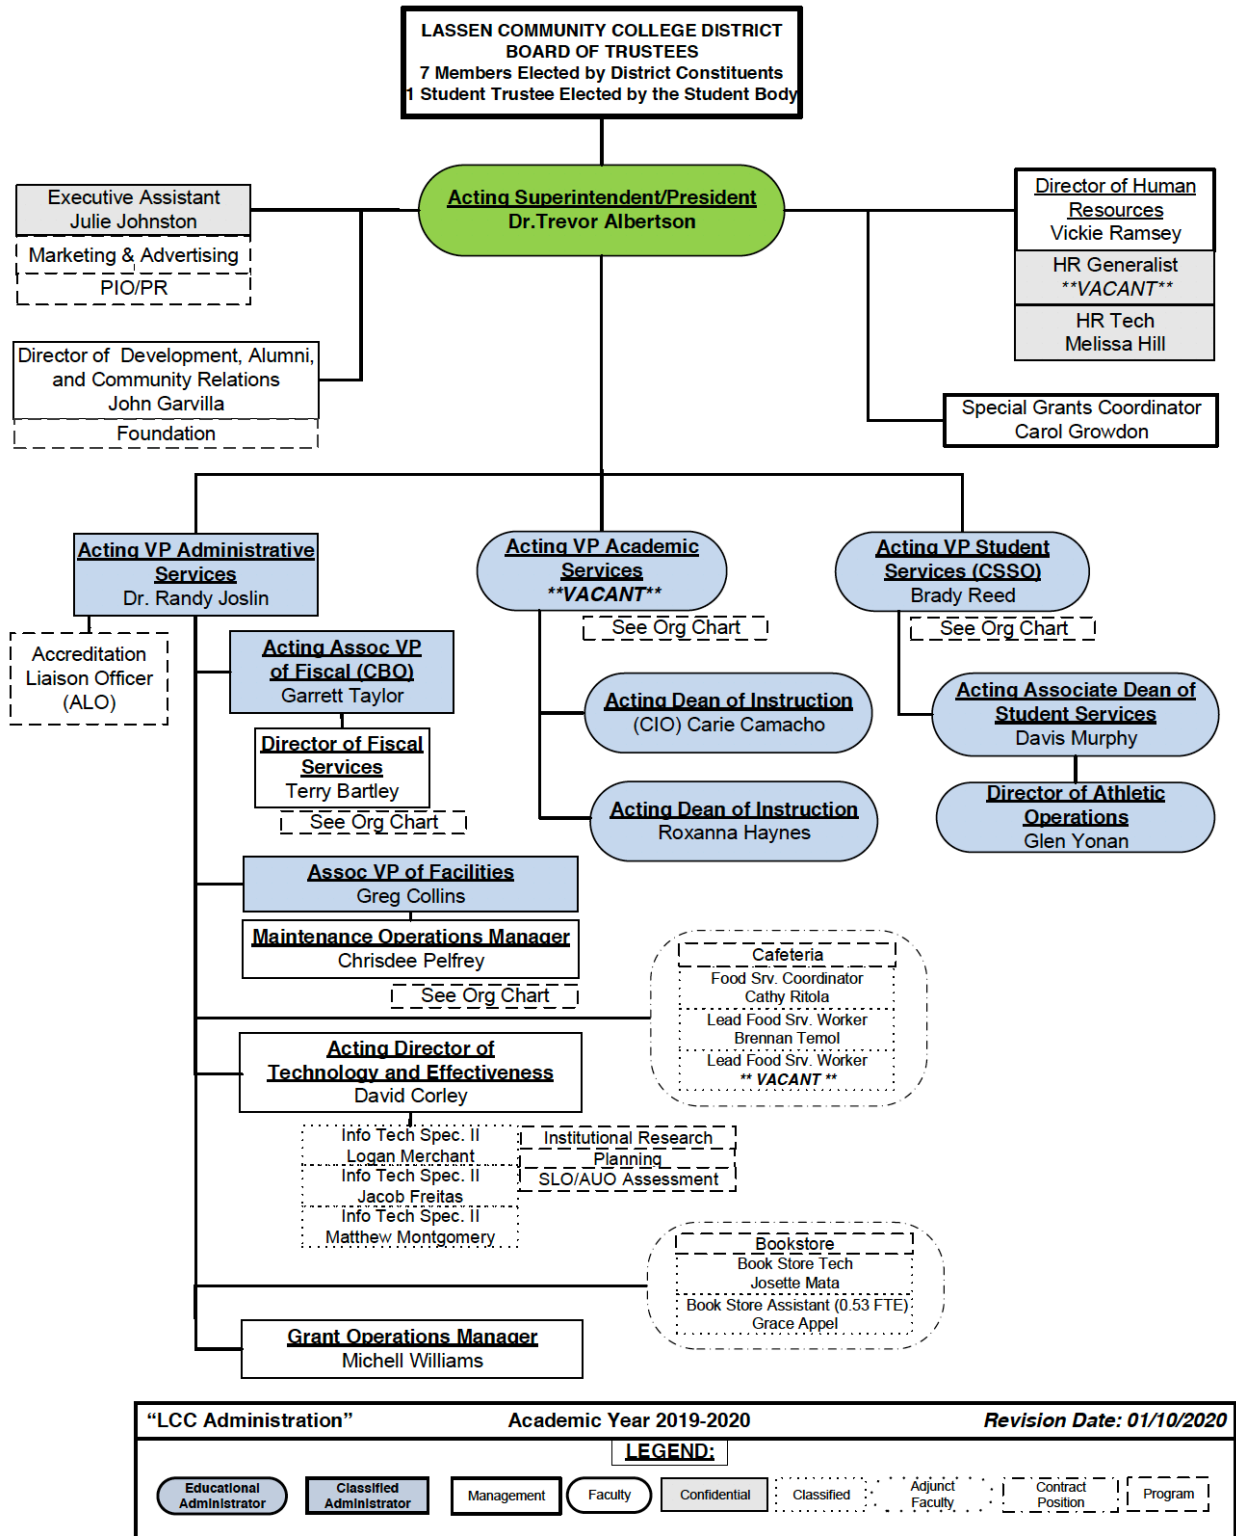 LASSEN COMMUNITY COLLEGE DISTRICT
BOARD OF TRUSTEES
7 Members Elected by District Constituents
1 Student Trustee Elected by the Student Body
Acting Superintendent/President
Dr.Trevor Albertson
Executive Assistant
Julie Johnston
Marketing & Advertising
PIO/PR
Director of Development, Alumni,
and Community Relations
John Garvilla
Foundation
Director of Human
Resources
Vickie Ramsey
HR Generalist
**VACANT**
HR Tech
Melissa Hill
Special Grants Coordinator
Carol Growdon
Acting VP Administrative
Services
Dr. Randy Joslin
Accreditation
Liaison Officer
(ALO)
Acting Assoc VP
of Fiscal (CBO)
Garrett Taylor
Director of Fiscal
Services
Terry Bartley
See Org Chart
Assoc VP of Facilities
Greg Collins
Maintenance Operations Manager
Chrisdee Pelfrey
See Org Chart
Acting Director of
Technology and Effectiveness
David Corley
Info Tech Spec. II
Logan Merchant
Info Tech Spec. II
Jacob Freitas
Info Tech Spec. II
Matthew Montgomery
Institutional Research
Planning
SLO/AUO Assessment
Grant Operations Manager
Michell Williams
Acting VP Academic
Services
**VACANT**
See Org Chart
Acting Dean of Instruction
(CIO) Carie Camacho
Acting Dean of Instruction
Roxanna Haynes
Acting VP Student
Services (CSSO)
Brady Reed
See Org Chart
Acting Associate Dean of
Student Services
Davis Murphy
Director of Athletic
Operations
Glen Yonan
Cafeteria
Food Srv. Coordinator
Cathy Ritola
Lead Food Srv. Worker
Brennan Temol
Lead Food Srv. Worker
** VACANT **
Bookstore
Book Store Tech
Josette Mata
Book Store Assistant (0.53 FTE)
Grace Appel
“LCC Administration” Academic Year 2019-2020 Revision Date: 01/10/2020
LEGEND:
Educational
Administrator
Classified
Administrator
Management
Faculty
Confidential
Classified
Adjunct
Faculty
Contract
Position
Program